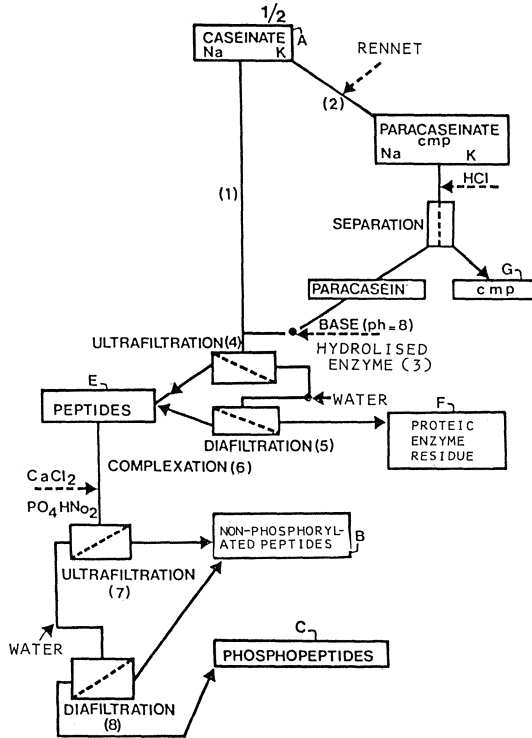 1/2
CASEINATE A
Na K
RENNET
(2)
PARACASEINATE
cmp
Na K
(1)
HCl
SEPARATION
G
PARACASEIN
cmp
BASE (ph=8)
ULTRAFILTRATION (4)
HYDROLISED
ENZYME (3)
E
PEPTIDES
WATER
F
DIAFILTRATION (5)
PROTEIC
ENZYME
RESIDUE
COMPLEXATION (6)
CaCl2
PO4HNo2
NON-PHOSPHORYL-
ATED PEPTIDES
B
ULTRAFILTRATION
(7)
WATER
C
PHOSPHOPEPTIDES
DIAFILTRATION
(8)